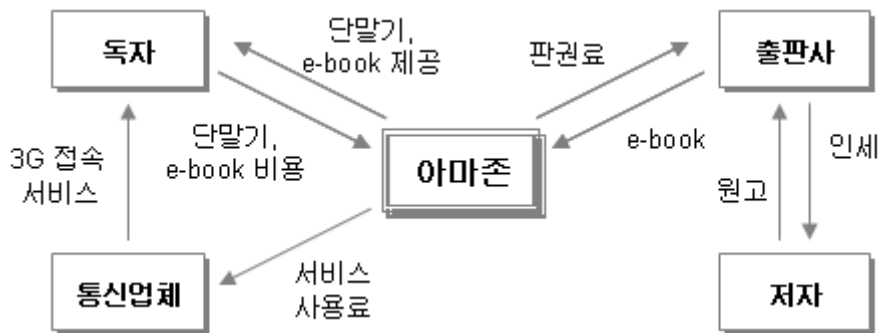 독자
단말기,
e-book 제공
판권료
출판사
3G 접속
서비스
단말기,
e-book 비용
아마존
e-book
인세
원고
통신업체
서비스
사용료
저자